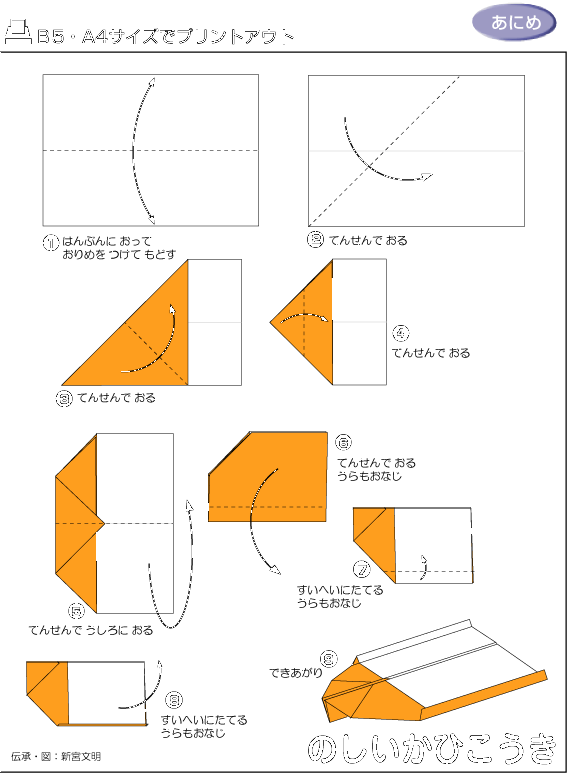 B5・A4サイズでプリントアウト
あにめ
① はんぶんに おって
おりめを つけて もどす
② てんせんで おる
③ てんせんで おる
④
てんせんで おる
⑤
てんせんで うしろに おる
⑥
てんせんで おる
うらもおなじ
⑦
すいへいにたてる
うらもおなじ
⑧
すいへいにたてる
うらもおなじ
できあがり
伝承・図：新宮文明
のしいかひこうき